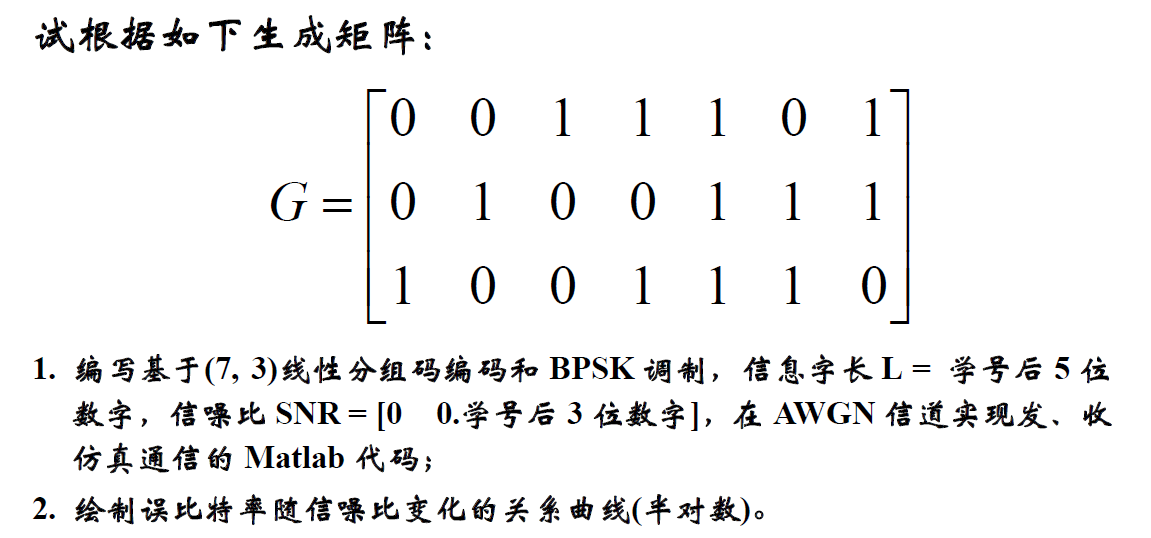 试根据如下生成矩阵：
0 0 1 1 1 0 1
G = 0 1 0 0 1 1 1
1 0 0 1 1 1 0
1. 编写基于(7, 3)线性分组码编码和 BPSK 调制，信息字长 L = 学号后 5 位
数字，信噪比 SNR = [0 0.学号后 3 位数字]，在 AWGN 信道实现发、收
仿真通信的 Matlab 代码；
2. 绘制误比特率随信噪比变化的关系曲线(半对数)。